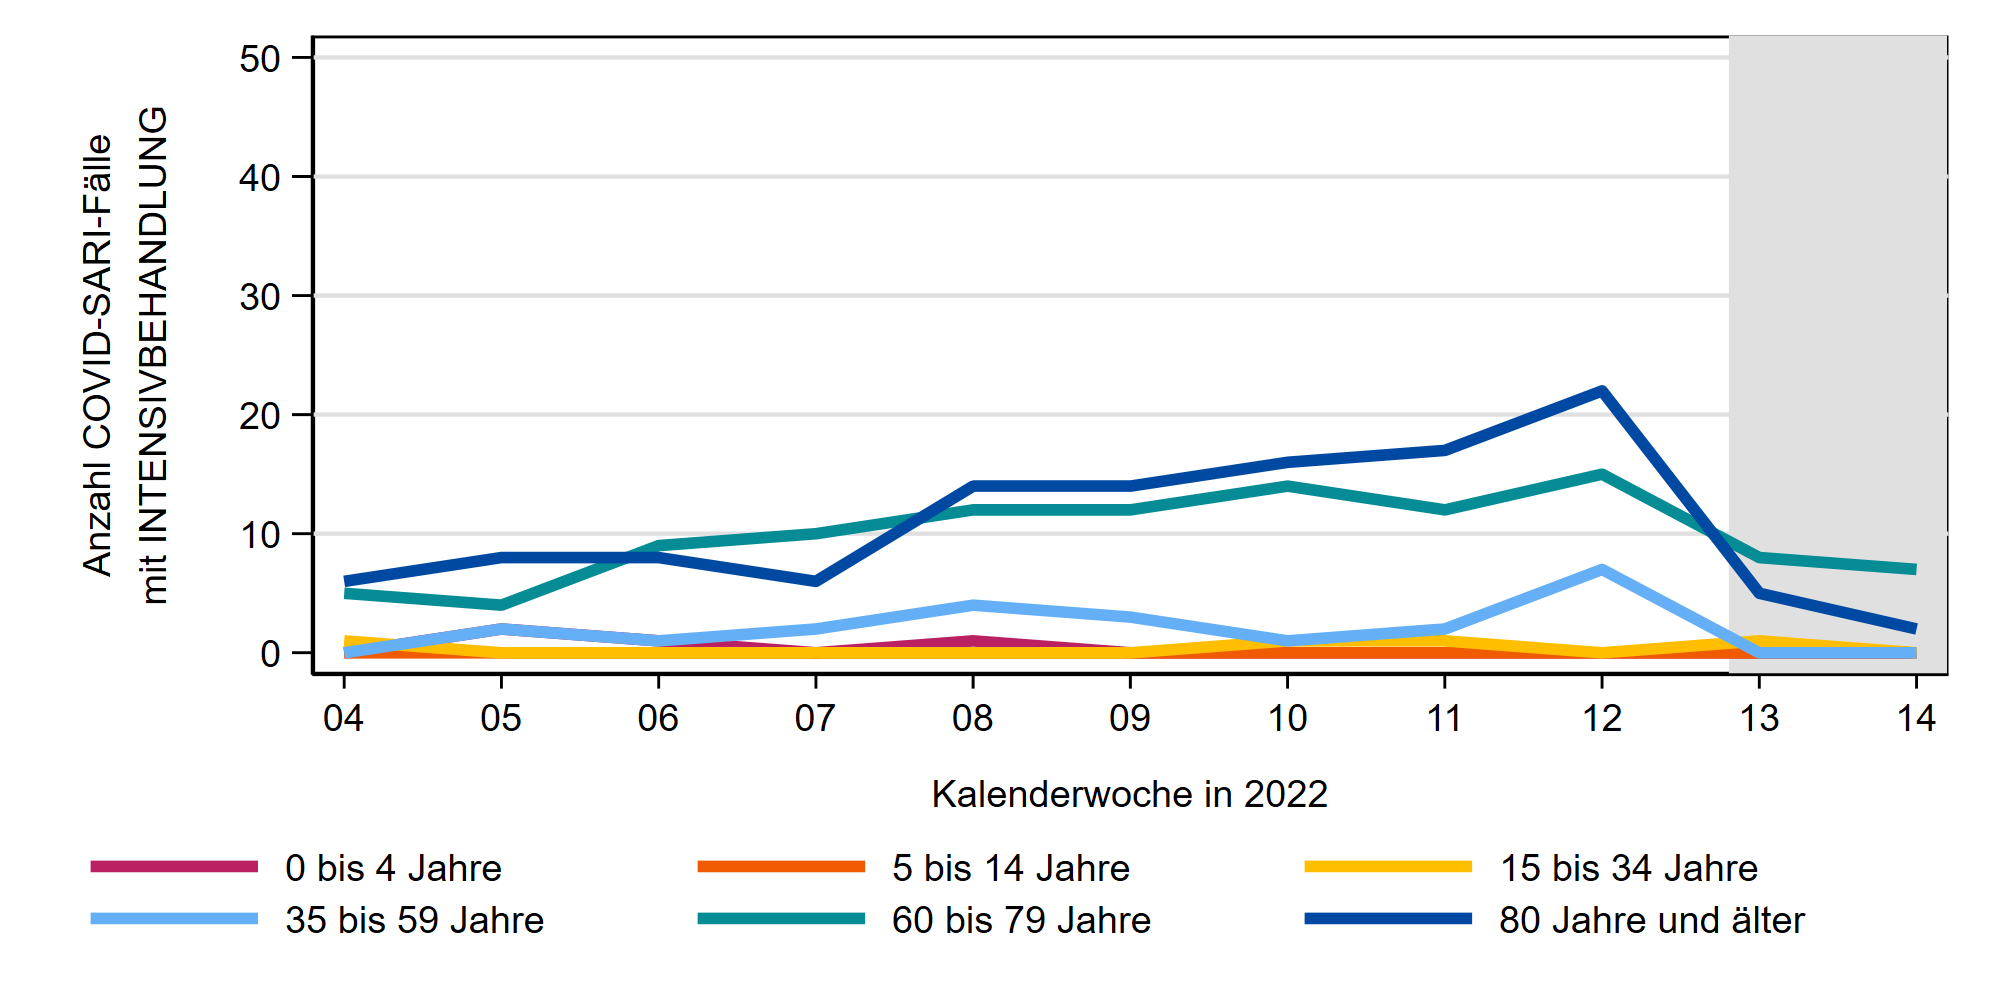 Anzahl COVID-SARI-Fälle
mit INTENSIVBEHANDLUNG
50
40
30
20
10
0
04 05 06 07 08 09 10 11 12 13 14
Kalenderwoche in 2022
0 bis 4 Jahre 5 bis 14 Jahre 15 bis 34 Jahre
35 bis 59 Jahre 60 bis 79 Jahre 80 Jahre und älter